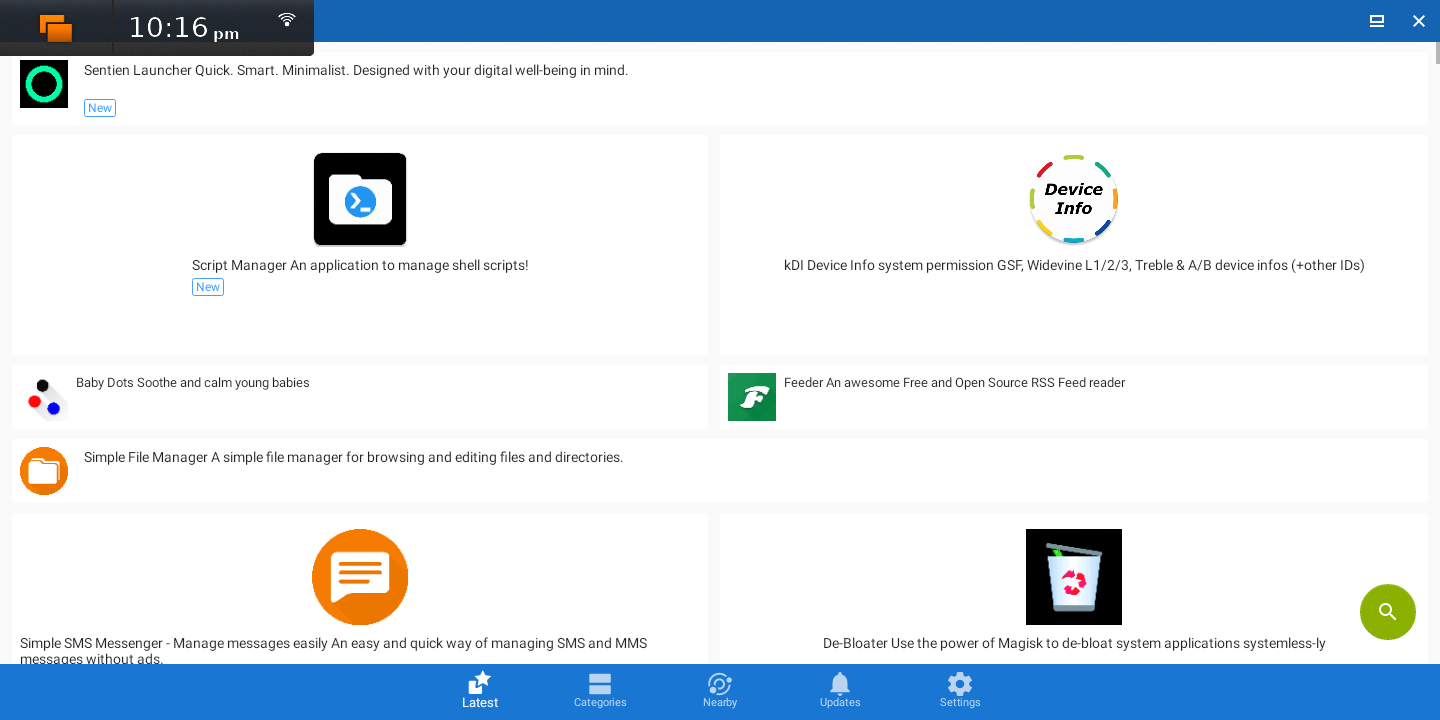 10:16 pm
Sentien Launcher Quick. Smart. Minimalist. Designed with your digital well-being in mind.
New
Device
Info
Script Manager An application to manage shell scripts!
New
kDI Device Info system permission GSF, Widevine L1/2/3, Treble & A/B device infos (+other IDs)
Baby Dots Soothe and calm young babies
F
Feeder An awesome Free and Open Source RSS Feed reader
Simple File Manager A simple file manager for browsing and editing files and directories.
Simple SMS Messenger - Manage messages easily An easy and quick way of managing SMS and MMS
messages without ads.
De-Bloater Use the power of Magisk to de-bloat system applications systemless-ly
Latest
Categories
Nearby
Updates
Settings